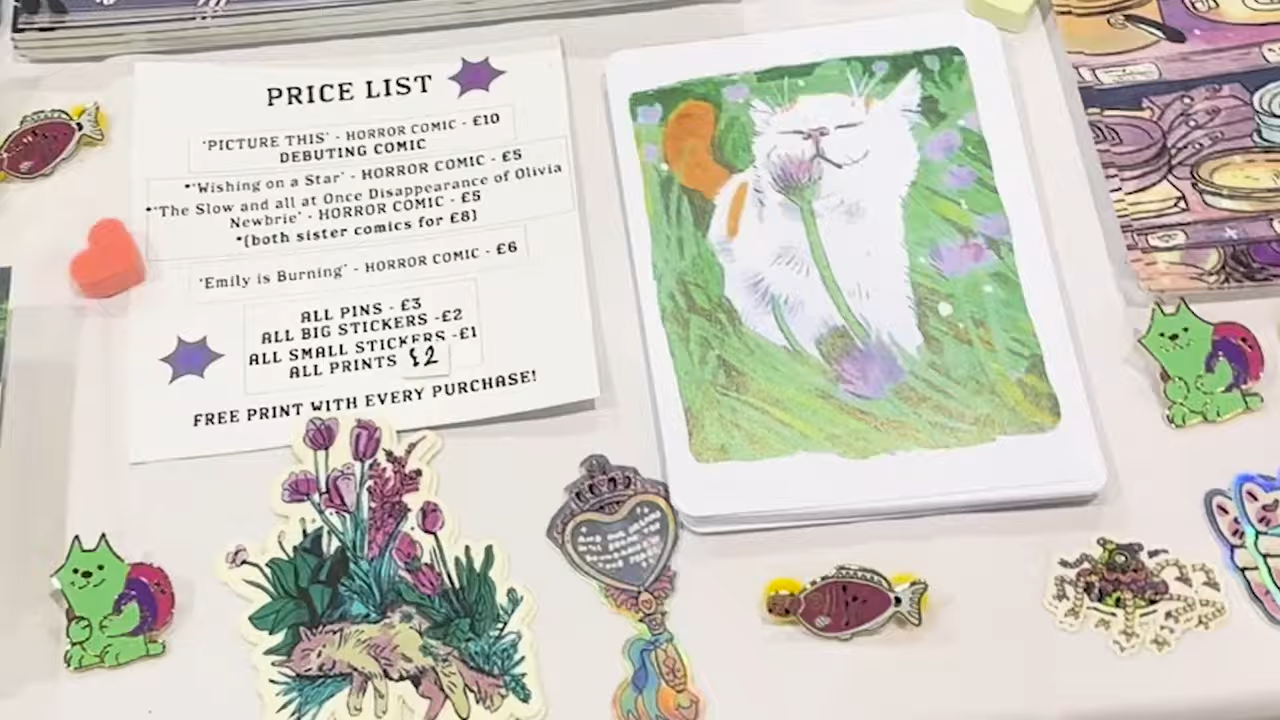 PRICE LIST
'PICTURE THIS' - HORROR COMIC - £10
DEBUTING COMIC
•'Wishing on a Star' - HORROR COMIC - £5
•'The Slow and all at Once Disappearance of Olivia
Newbrie' - HORROR COMIC - £5
*(both sister comics for £8)
'Emily is Burning' - HORROR COMIC - £6
ALL PINS - £3
ALL BIG STICKERS -£2
ALL SMALL STICKERS -£1
ALL PRINTS £2
FREE PRINT WITH EVERY PURCHASE!